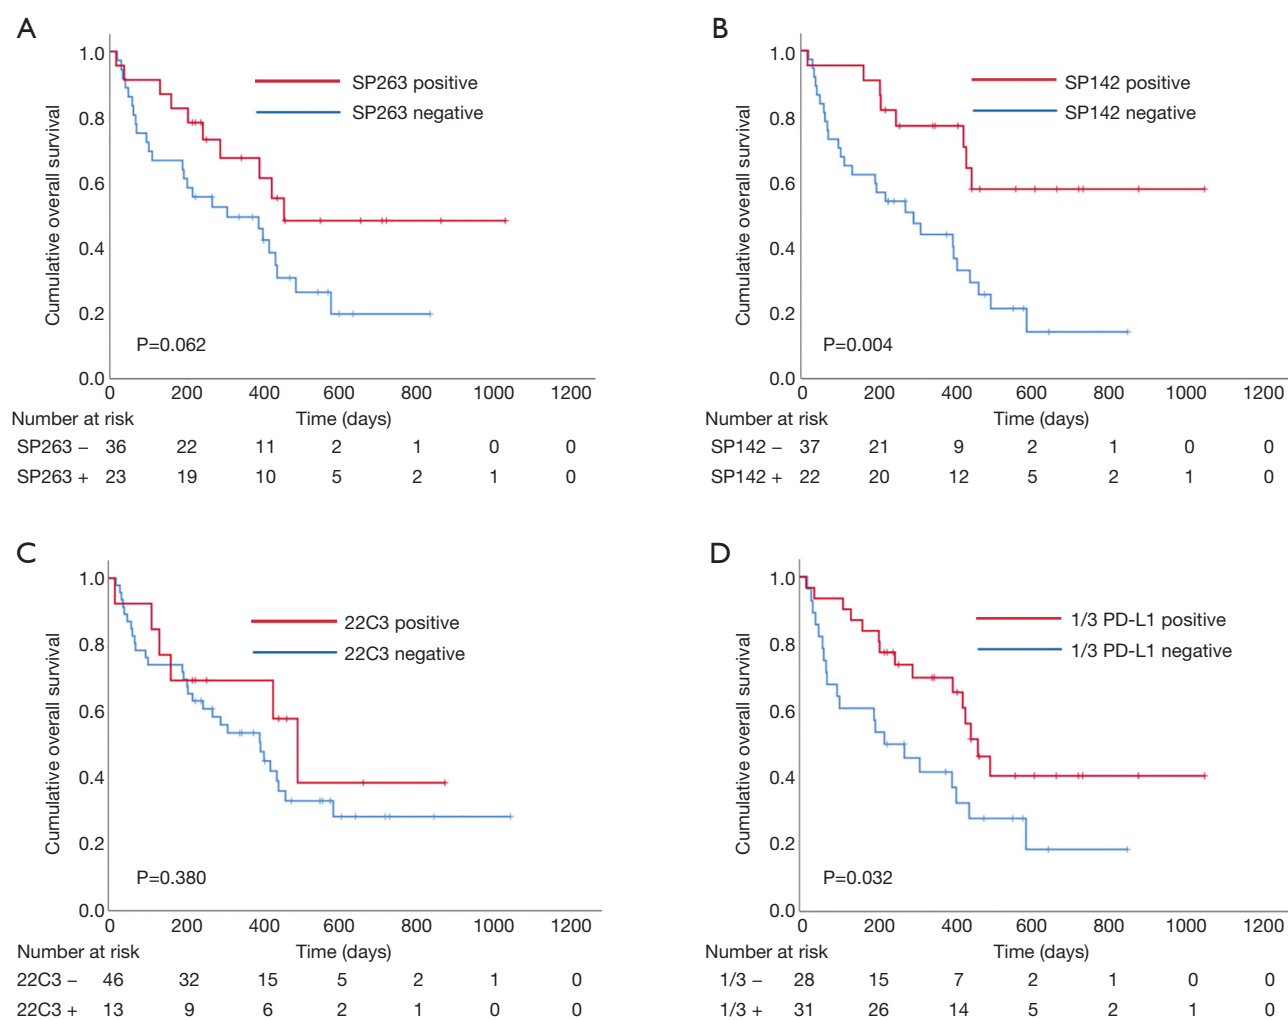 A
Cumulative overall survival
1.0
0.8
0.6
0.4
0.2
0.0
SP263 positive
SP263 negative
P=0.062
0 200 400 600 800 1000 1200
Number at risk Time (days)
SP263 – 36 22 11 2 1 0 0
SP263 + 23 19 10 5 2 1 0
B
Cumulative overall survival
1.0
0.8
0.6
0.4
0.2
0.0
SP142 positive
SP142 negative
P=0.004
0 200 400 600 800 1000 1200
Number at risk Time (days)
SP142 – 37 21 9 2 1 0 0
SP142 + 22 20 12 5 2 1 0
C
Cumulative overall survival
1.0
0.8
0.6
0.4
0.2
0.0
22C3 positive
22C3 negative
P=0.380
0 200 400 600 800 1000 1200
Number at risk Time (days)
22C3 – 46 32 15 5 2 1 0
22C3 + 13 9 6 2 1 0 0
D
Cumulative overall survival
1.0
0.8
0.6
0.4
0.2
0.0
1/3 PD-L1 positive
1/3 PD-L1 negative
P=0.032
0 200 400 600 800 1000 1200
Number at risk Time (days)
1/3 – 28 15 7 2 1 0 0
1/3 + 31 26 14 5 2 1 0